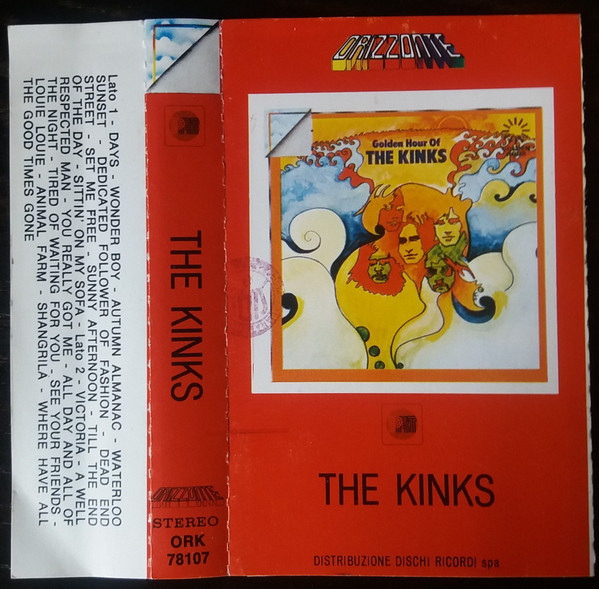 Lato 1 - DAYS - WONDER BOY - AUTUMN ALMANAC - WATERLOO
SUNSET - DEDICATED FOLLOWER OF FASHION - DEAD END
STREET - SET ME FREE - SUNNY AFTERNOON - TILL THE END
OF THE DAY - SITTIN' ON MY SOFA - Lato 2 - VICTORIA - A WELL
RESPECTED MAN - YOU REALLY GOT ME - ALL DAY AND ALL OF
THE NIGHT - TIRED OF WAITING FOR YOU - SEE YOUR FRIENDS -
LOUIE LOUIE - ANIMAL FARM - SHANGRILA - WHERE HAVE ALL
THE GOOD TIMES GONE
THE KINKS
ORIZZONTE
STEREO
ORK
78107
ORIZZONTE
Golden Hour Of
THE KINKS
THE KINKS
DISTRIBUZIONE DISCHI RICORDI spa